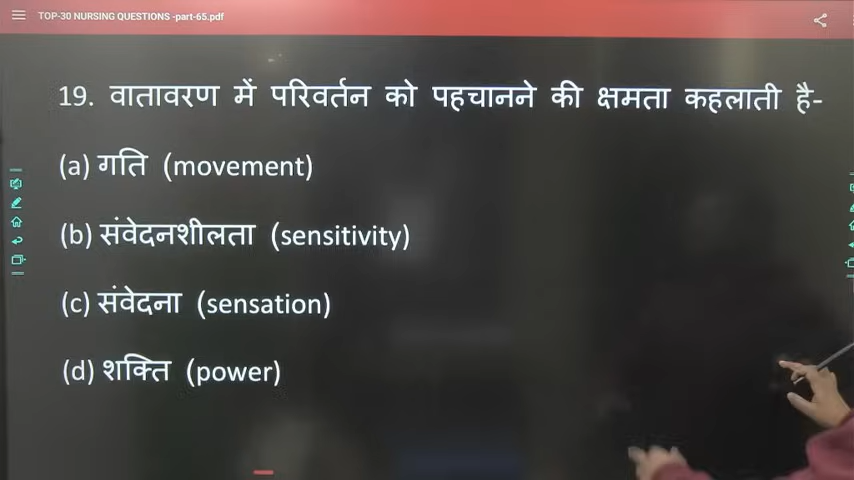 TOP-30 NURSING QUESTIONS -part-65.pdf
19. वातावरण में परिवर्तन को पहचानने की क्षमता कहलाती है-
(a) गति (movement)
(b) संवेदनशीलता (sensitivity)
(c) संवेदना (sensation)
(d) शक्ति (power)